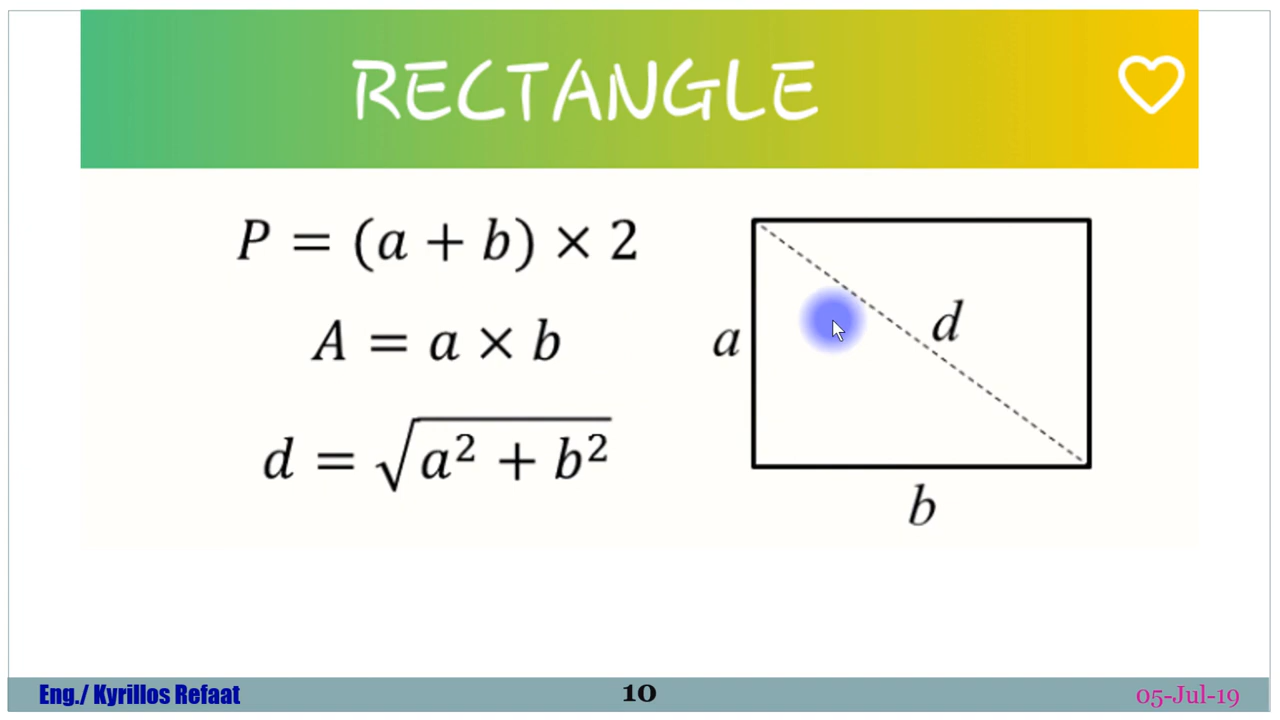 RECTANGLE
P = (a + b) × 2
A = a × b
d = √(a² + b²)
a
d
b
Eng./ Kyrillos Refaat
10
05-Jul-19